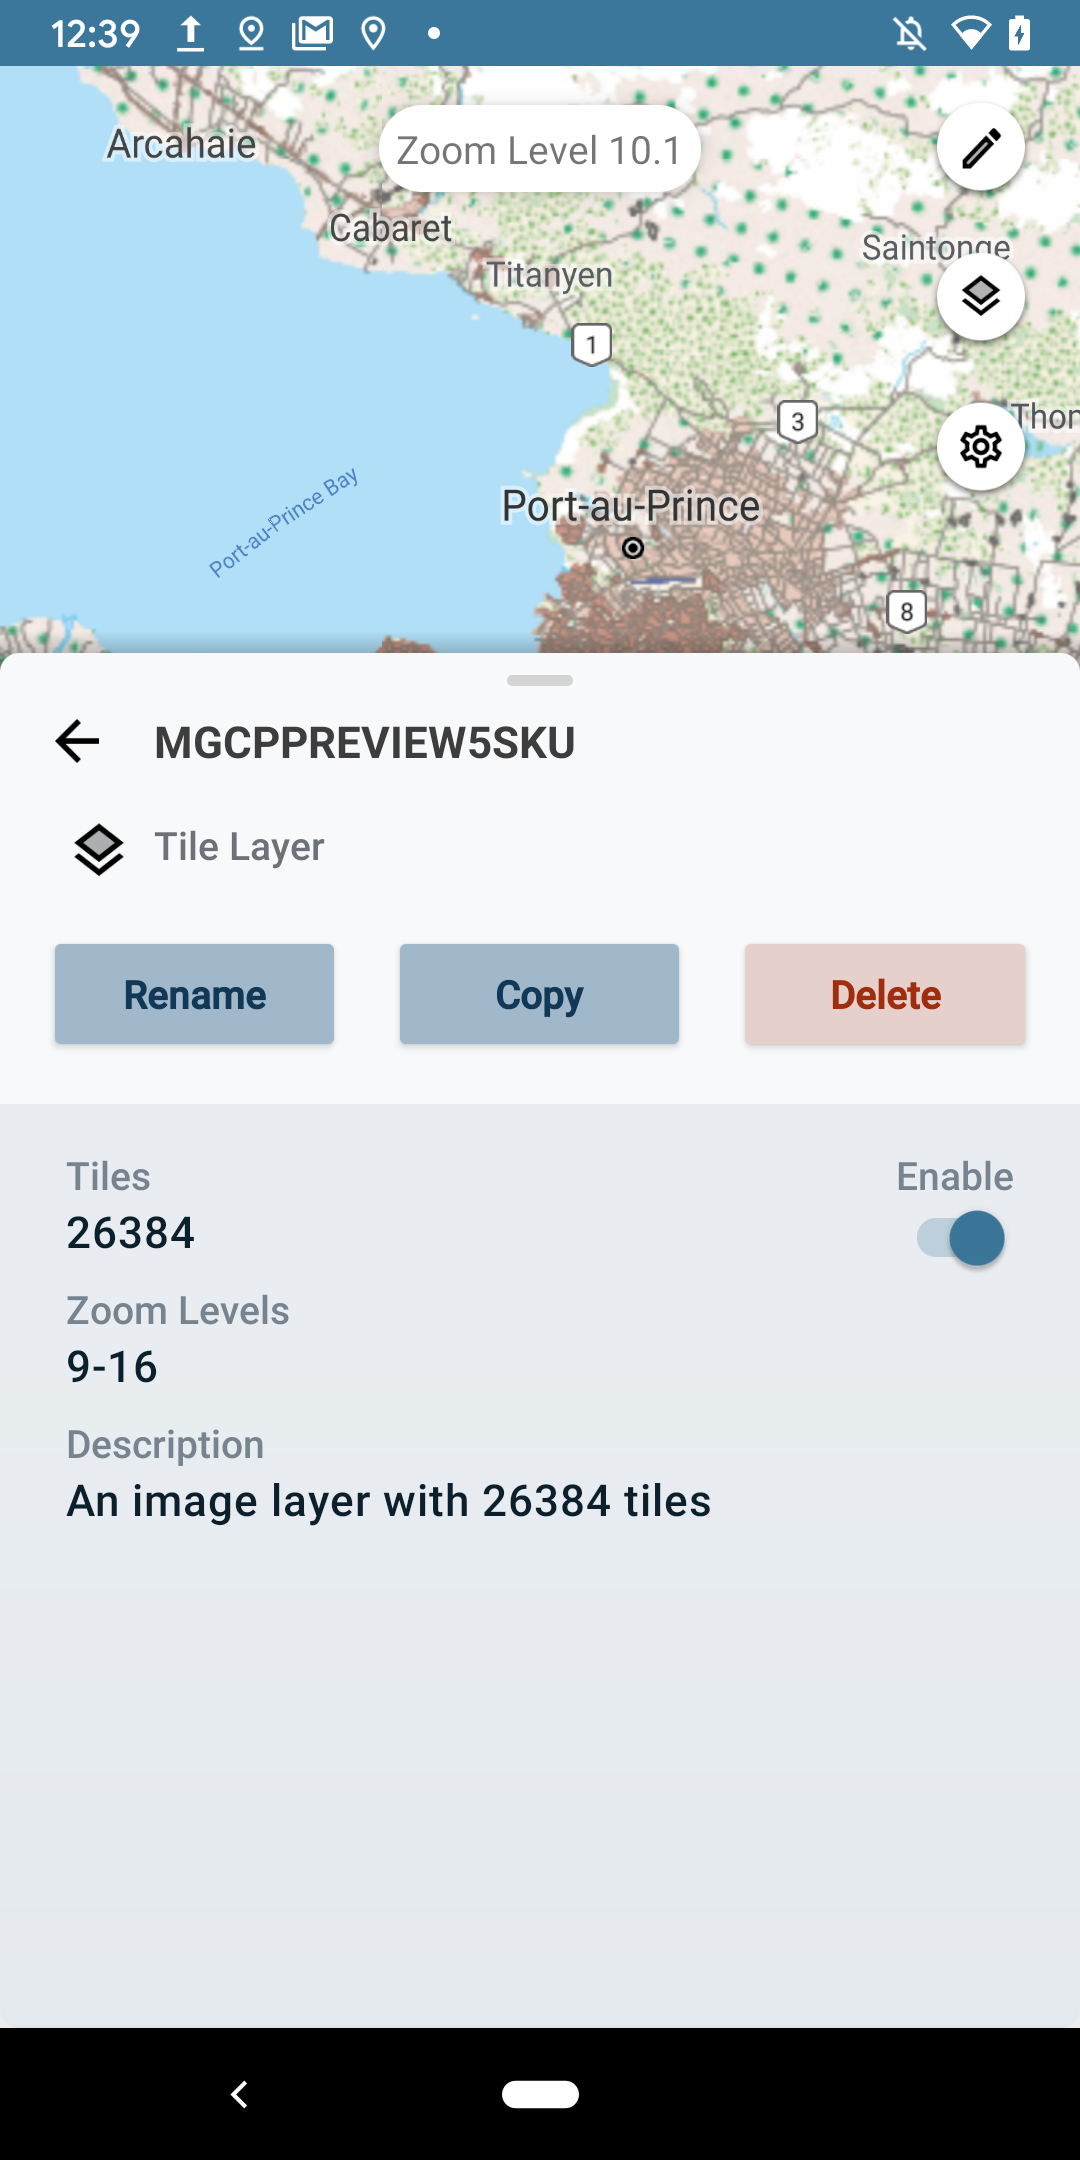 12:39
Arcahaie
Zoom Level 10.1
Cabaret
Saintonge
Titanyen
1
3
Thor
Port-au-Prince Bay
Port-au-Prince
8
MGCPPREVIEW5SKU
Tile Layer
Rename Copy Delete
Tiles Enable
26384
Zoom Levels
9-16
Description
An image layer with 26384 tiles